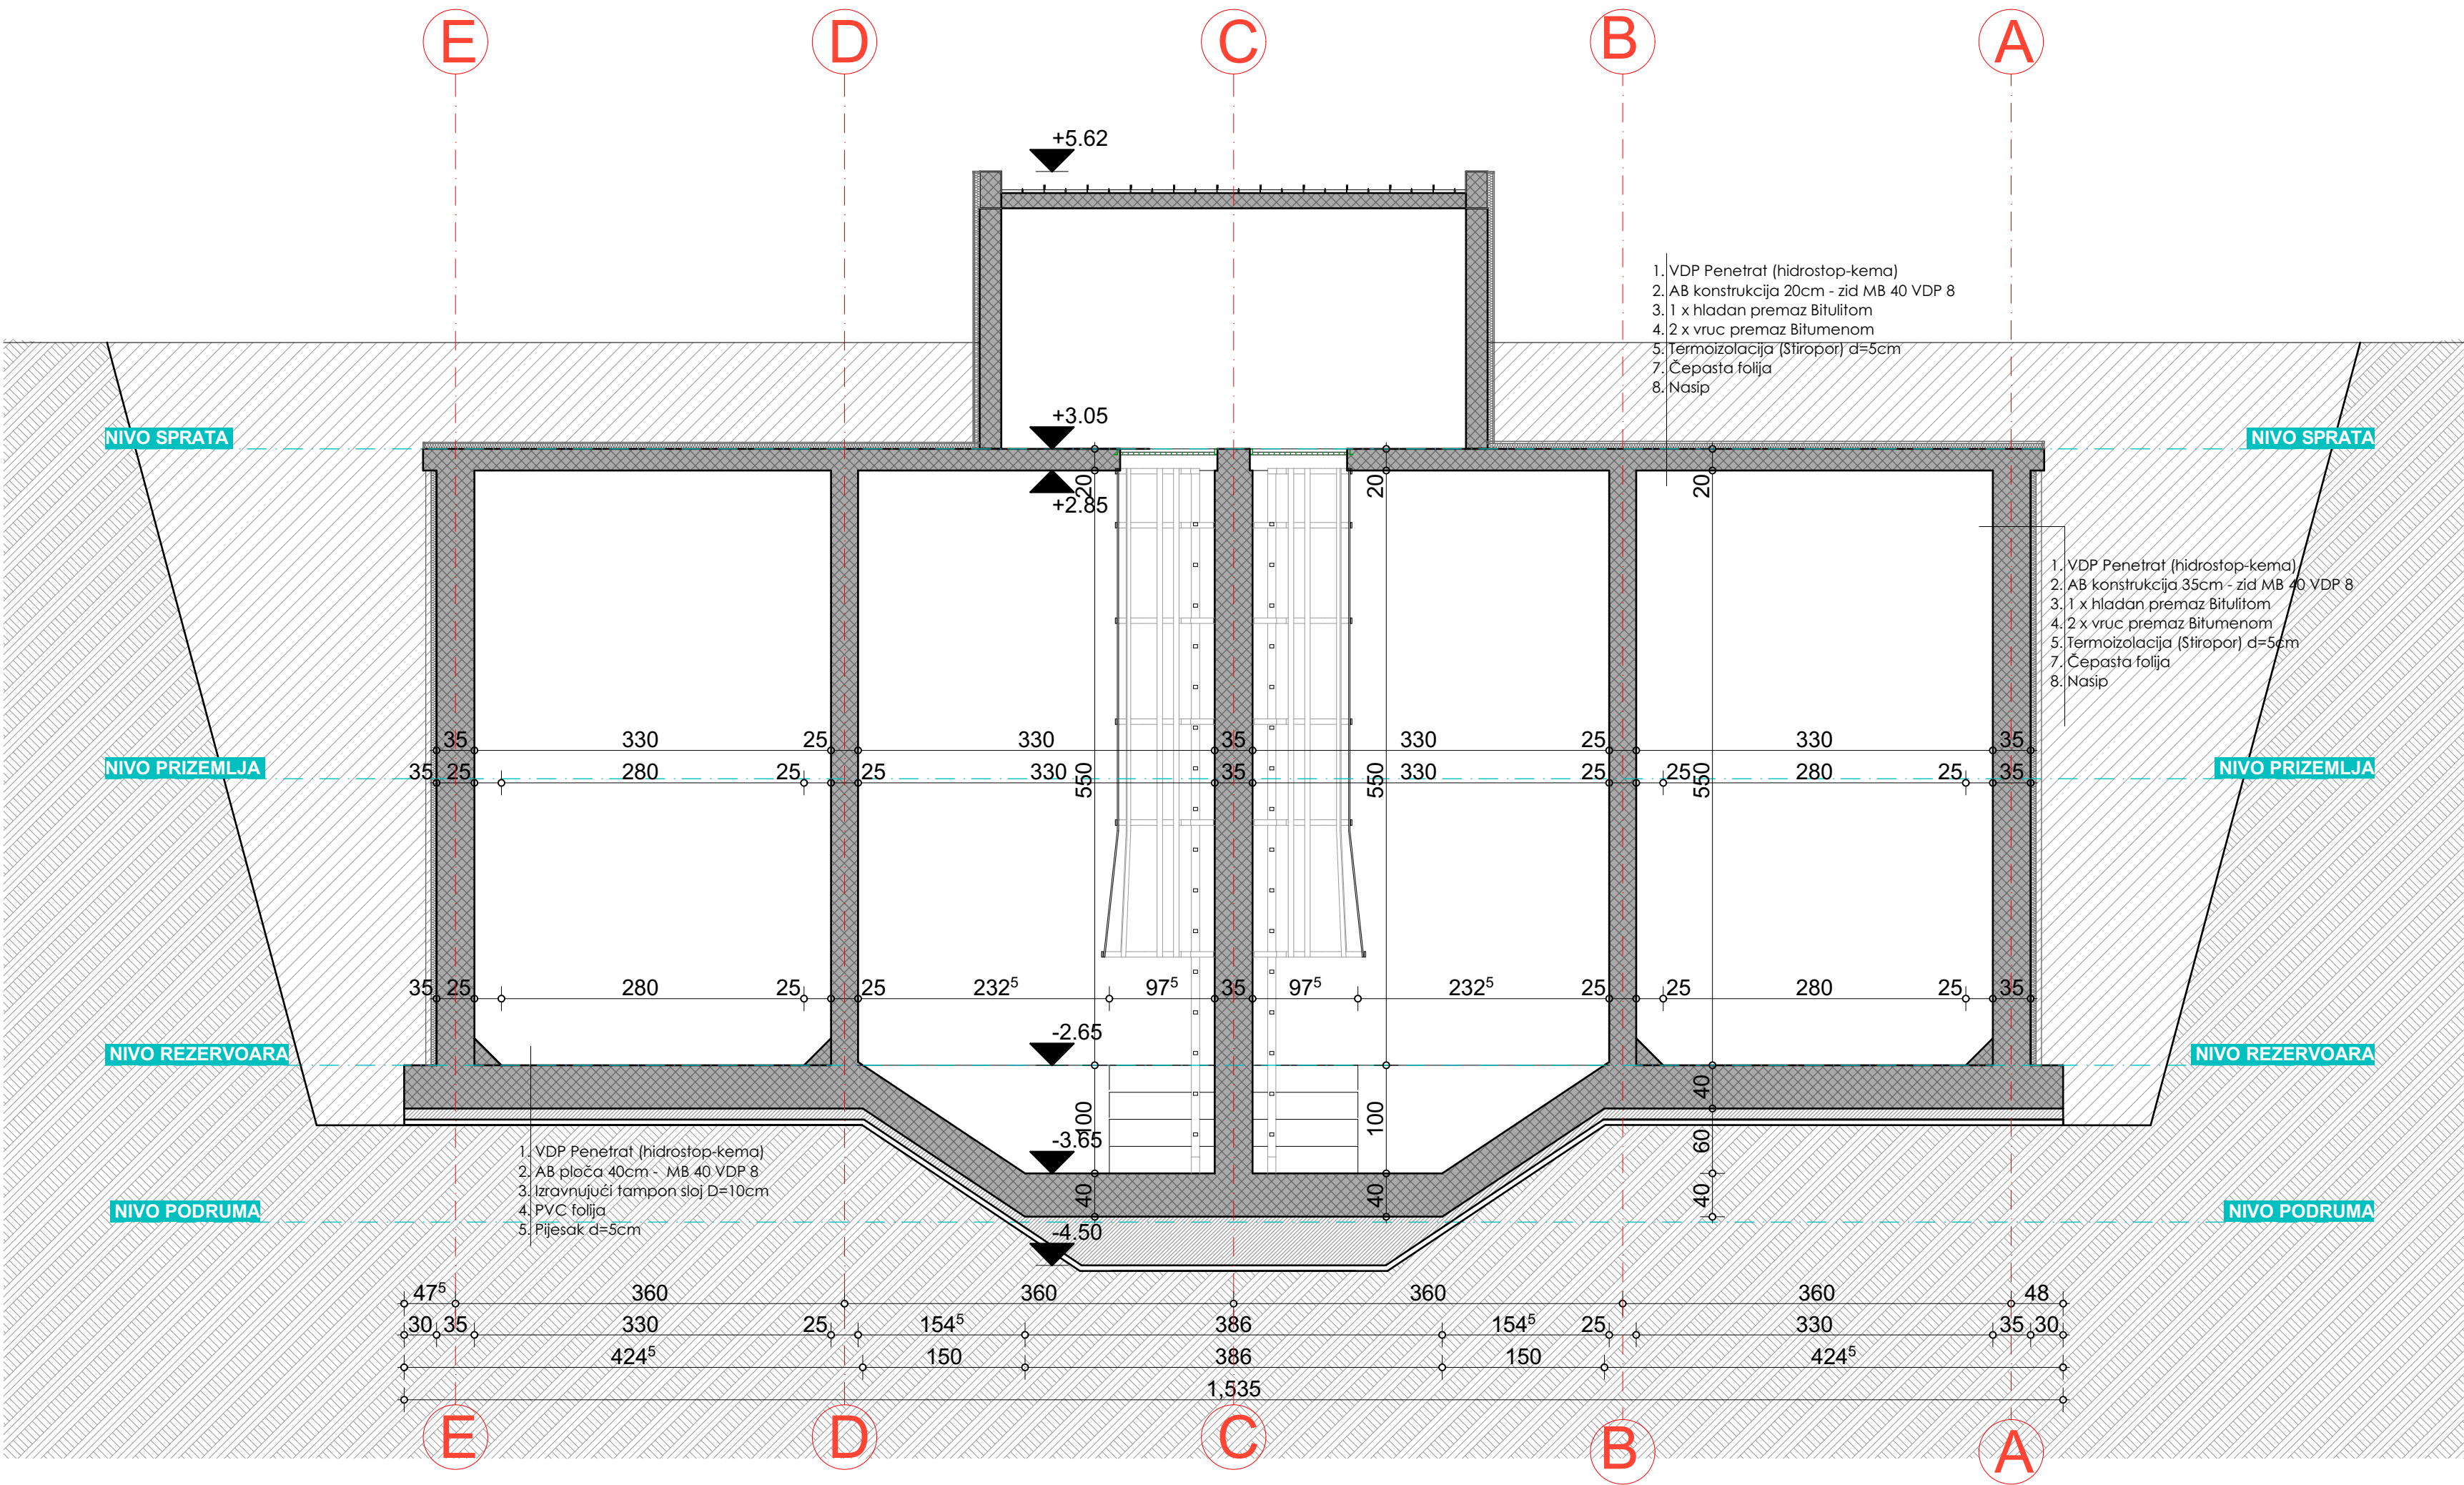 E D C B A
+5.62
1. VDP Penetrat (hidrostop-kema)
2. AB konstrukcija 20cm - zid MB 40 VDP 8
3. 1 x hladan premaz Bitulitom
4. 2 x vruc premaz Bitumenom
5. Termoizolacija (Stiropor) d=5cm
7. Čepasta folija
8. Nasip
+3.05
NIVO SPRATA NIVO SPRATA
20 20 20
+2.85
1. VDP Penetrat (hidrostop-kema)
2. AB konstrukcija 35cm - zid MB 40 VDP 8
3. 1 x hladan premaz Bitulitom
4. 2 x vruc premaz Bitumenom
5. Termoizolacija (Stiropor) d=5cm
7. Čepasta folija
8. Nasip
35 330 25 330 35 330 25 330 35
NIVO PRIZEMLJA NIVO PRIZEMLJA
35 25 280 25 25 330 35 330 25 25 280 25 35
550 550 550
35 25 280 25 25 232⁵ 97⁵ 35 97⁵ 232⁵ 25 25 280 25 35
-2.65
NIVO REZERVOARA NIVO REZERVOARA
100 100 40
-3.65 60
1. VDP Penetrat (hidrostop-kema)
2. AB ploča 40cm - MB 40 VDP 8
3. Izravnujući tampon sloj D=10cm
4. PVC folija
5. Pijesak d=5cm
40 40 40
NIVO PODRUMA NIVO PODRUMA
-4.50
47⁵ 360 360 360 360 48
30 35 330 25 154⁵ 386 154⁵ 25 330 35 30
424⁵ 150 386 150 424⁵
1,535
E D C B A